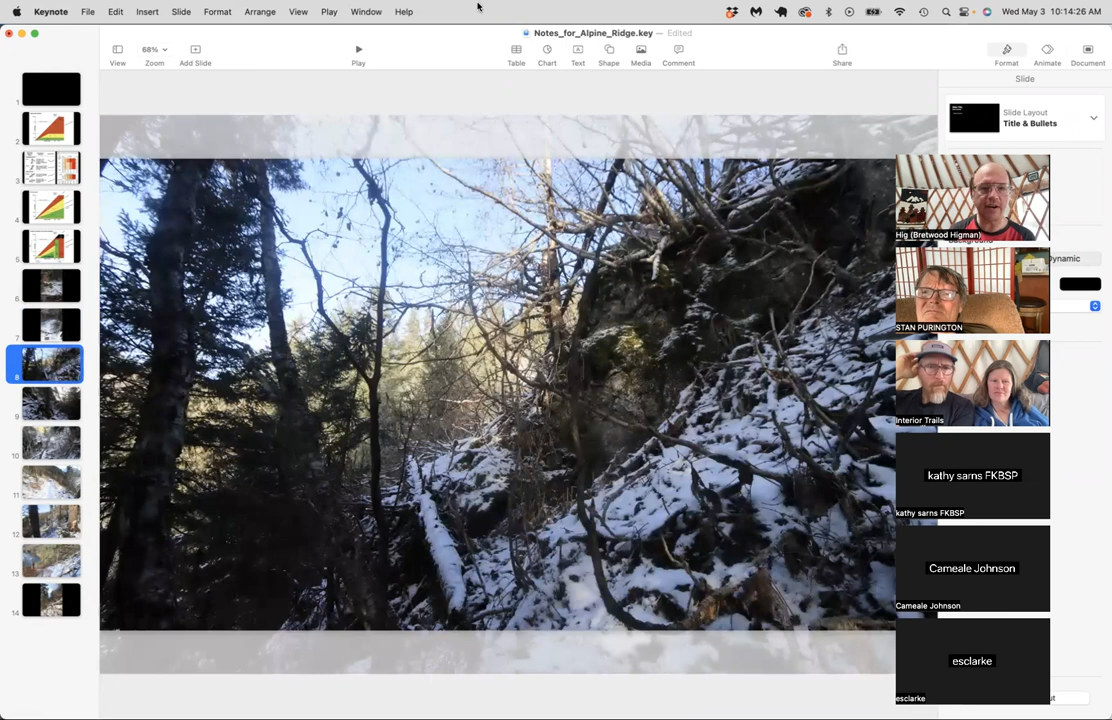 Keynote File Edit Insert Slide Format Arrange View Play Window Help
Wed May 3 10:14:26 AM
Notes_for_Alpine_Ridge.key — Edited
68%
View Zoom Add Slide Play Table Chart Text Shape Media Comment Share Format Animate Document
Slide
Slide Layout
Title & Bullets
Hig (Bretwood Higman)
Background
Dynamic
STAN PURINGTON
Interior Trails
kathy sarns FKBSP
kathy sarns FKBSP
Cameale Johnson
Cameale Johnson
esclarke
esclarke
1
2
3
4
5
6
7
8
9
10
11
12
13
14